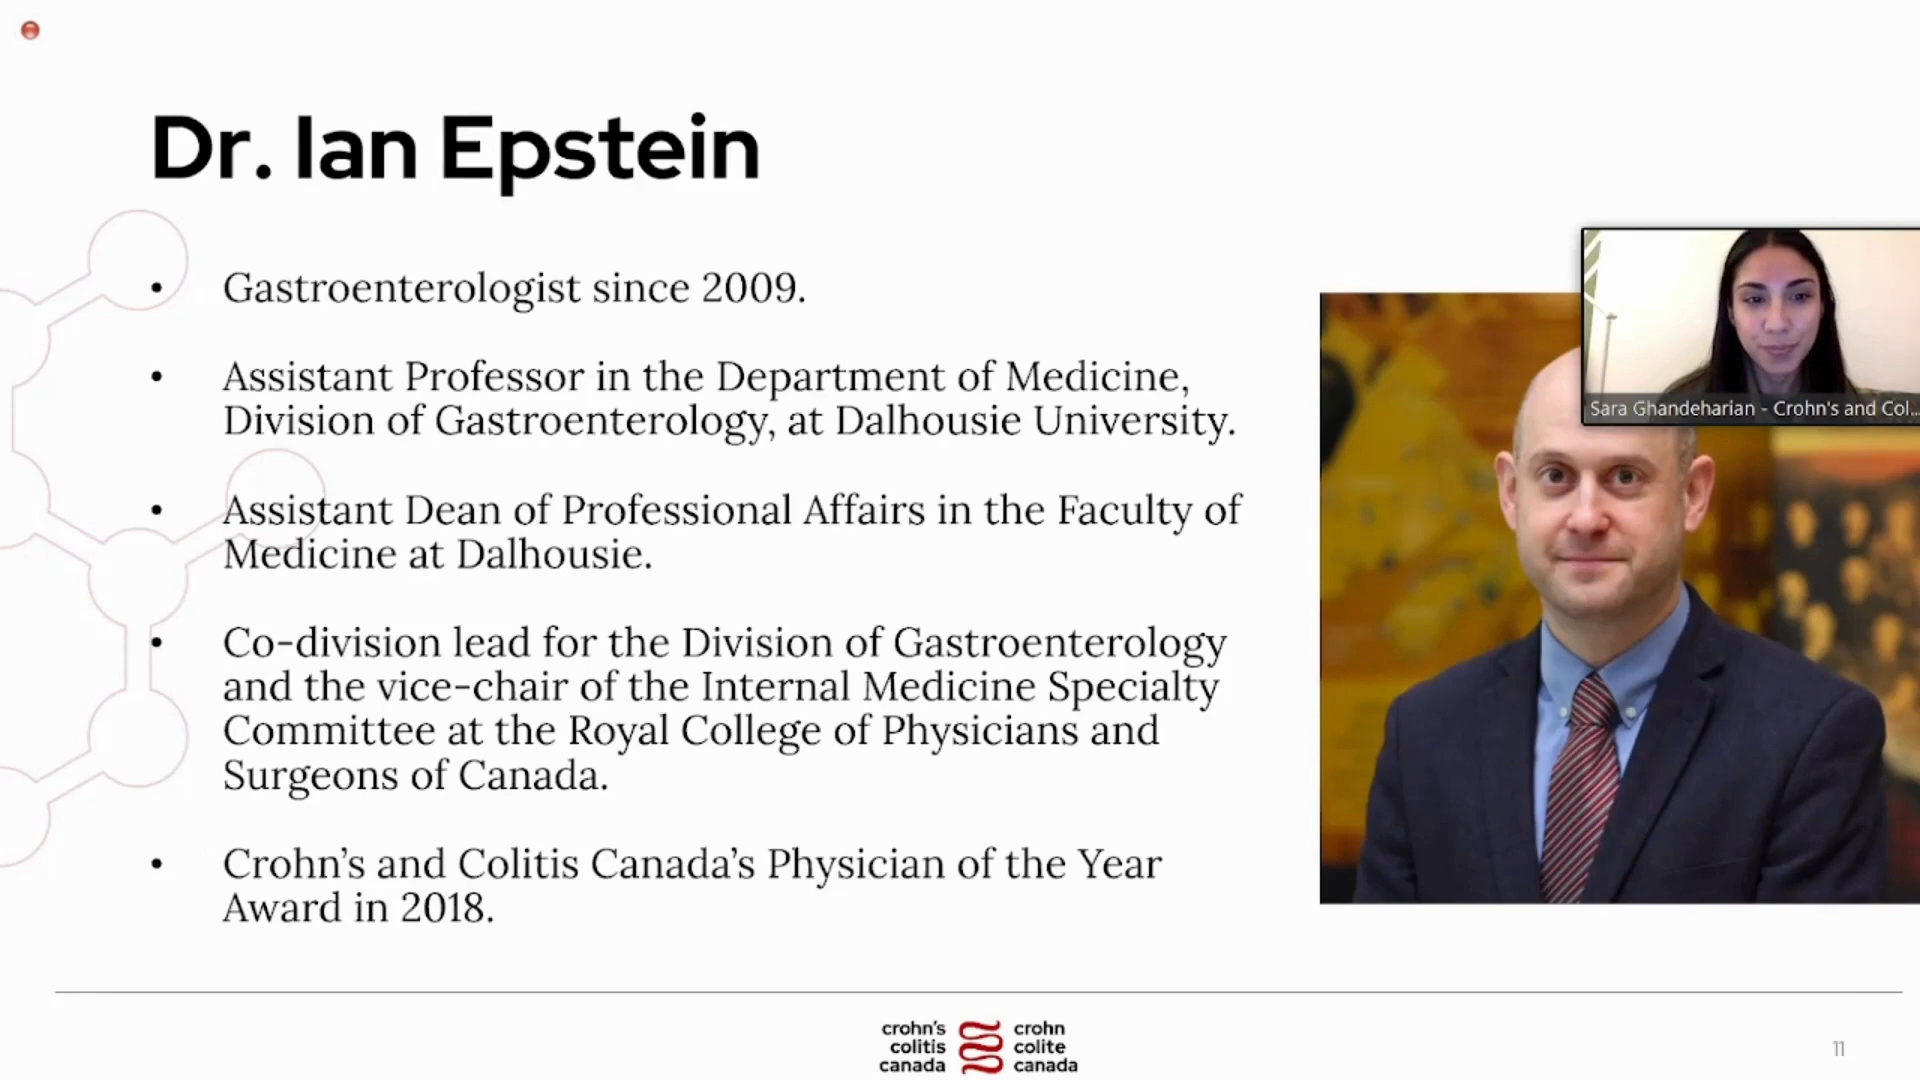 Dr. Ian Epstein
• Gastroenterologist since 2009.
• Assistant Professor in the Department of Medicine,
Division of Gastroenterology, at Dalhousie University.
• Assistant Dean of Professional Affairs in the Faculty of
Medicine at Dalhousie.
• Co-division lead for the Division of Gastroenterology
and the vice-chair of the Internal Medicine Specialty
Committee at the Royal College of Physicians and
Surgeons of Canada.
• Crohn’s and Colitis Canada’s Physician of the Year
Award in 2018.
Sara Ghandeharian - Crohn's and Col...
crohn's
colitis
canada
crohn
colite
canada
11